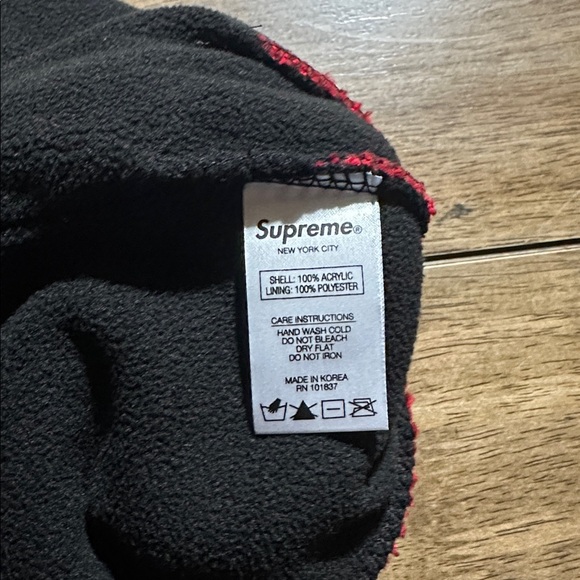 Supreme®
NEW YORK CITY
SHELL: 100% ACRYLIC
LINING: 100% POLYESTER
CARE INSTRUCTIONS
HAND WASH COLD
DO NOT BLEACH
DRY FLAT
DO NOT IRON
MADE IN KOREA
RN 101837